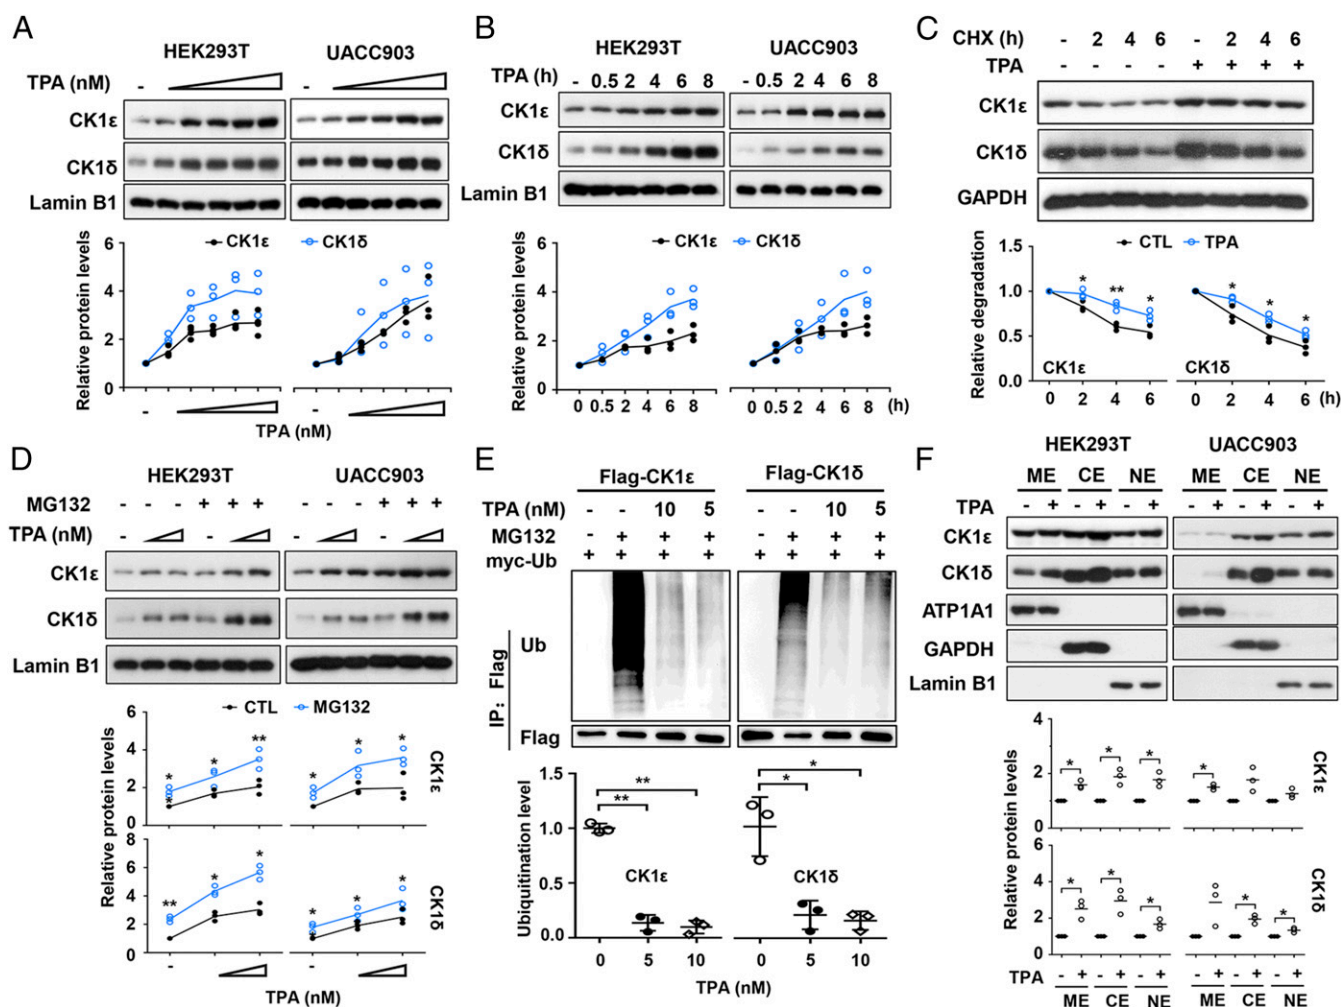 A
HEK293T UACC903
TPA (nM) - -
CK1ε
CK1δ
Lamin B1
CK1ε CK1δ
Relative protein levels
6
4
2
0
- -
TPA (nM)
B
HEK293T UACC903
TPA (h) - 0.5 2 4 6 8 - 0.5 2 4 6 8
CK1ε
CK1δ
Lamin B1
CK1ε CK1δ
Relative protein levels
6
4
2
0
0 0.5 2 4 6 8 0 0.5 2 4 6 8 (h)
C
CHX (h) - 2 4 6 - 2 4 6
TPA - - - - + + + +
CK1ε
CK1δ
GAPDH
CTL TPA
Relative degradation
1.0
0.5
0.0
* ** * * * *
CK1ε CK1δ
0 2 4 6 0 2 4 6 (h)
D
HEK293T UACC903
MG132 - - - + + + - - - + + +
TPA (nM) - - - -
CK1ε
CK1δ
Lamin B1
CTL MG132
Relative protein levels
6
4
2
0
* * * ** * * *
CK1ε
6
4
2
0
** * * * * *
CK1δ
- -
TPA (nM)
E
Flag-CK1ε Flag-CK1δ
TPA (nM) 10 5 10 5
MG132 - + + + - + + +
myc-Ub + + + + + + + +
IP: Flag
Ub
Flag
Ubiquitination level
1.5
1.0
0.5
0.0
** ** * *
CK1ε CK1δ
0 5 10 0 5 10
TPA (nM)
F
HEK293T UACC903
ME CE NE ME CE NE
TPA - + - + - + - + - + - +
CK1ε
CK1δ
ATP1A1
GAPDH
Lamin B1
Relative protein levels
4
2
0
* * * *
CK1ε
6
4
2
0
* * * * *
CK1δ
TPA - + - + - + - + - + - +
ME CE NE ME CE NE